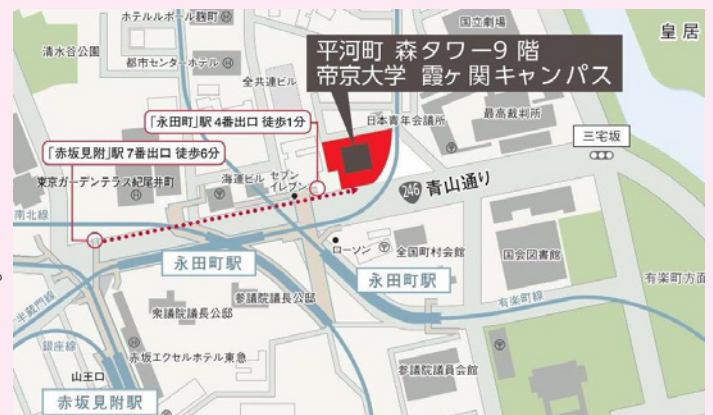 ホテルルポール麹町
国立劇場
皇居
平河町 森タワー9 階
帝京大学 霞ヶ関キャンパス
清水谷公園
都市センターホテル
全共連ビル
「永田町」駅 4番出口 徒歩1分
日本青年会議所
最高裁判所
三宅坂
「赤坂見附」駅 7番出口 徒歩6分
海運ビル
セブン
イレブン
東京ガーデンテラス紀尾井町
246 青山通り
南北線
ローソン
全国町村会館
国会図書館
永田町駅
永田町駅
有楽町方面
半蔵門線
参議院議長公邸
有楽町線
衆議院議長公邸
銀座線
赤坂エクセルホテル東急
山王口
参議院議員会館
赤坂見附駅